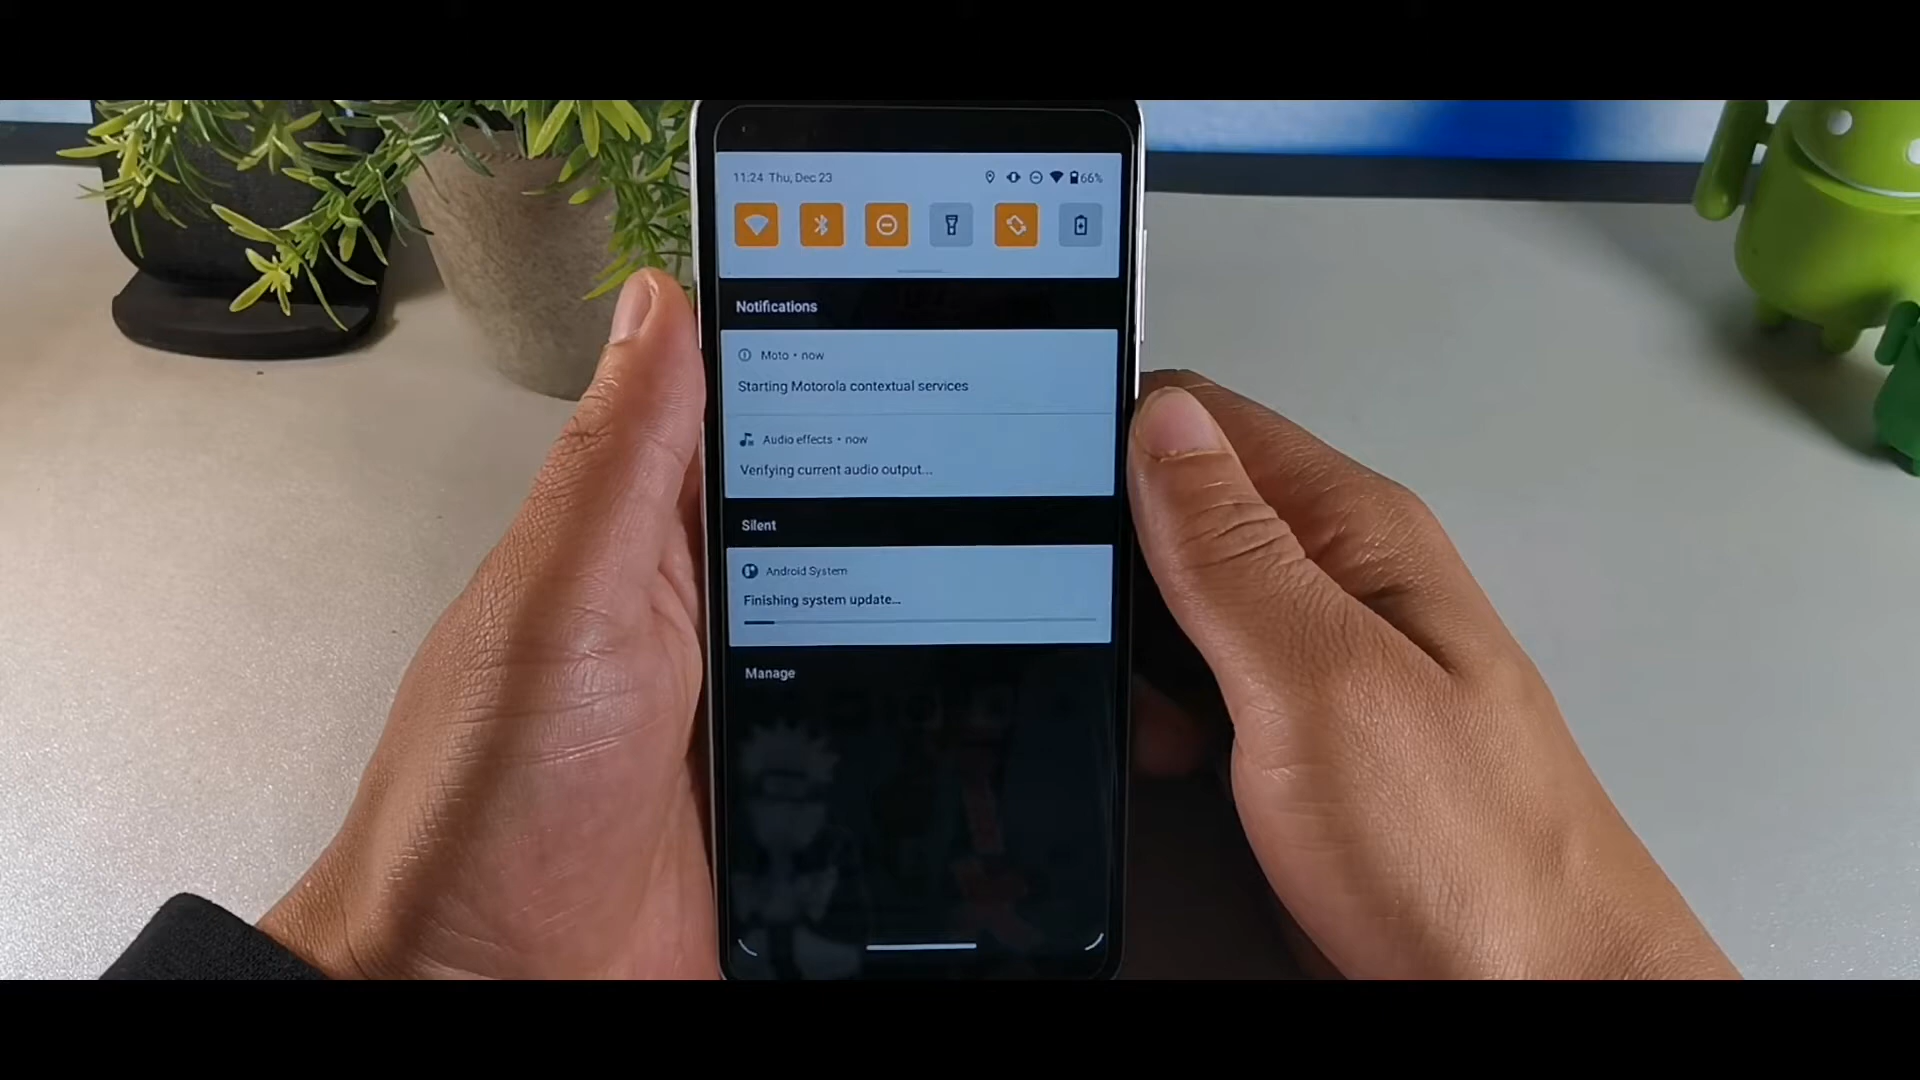 11:24 Thu, Dec 23
66%
Notifications
Moto • now
Starting Motorola contextual services
Audio effects • now
Verifying current audio output...
Silent
Android System
Finishing system update...
Manage